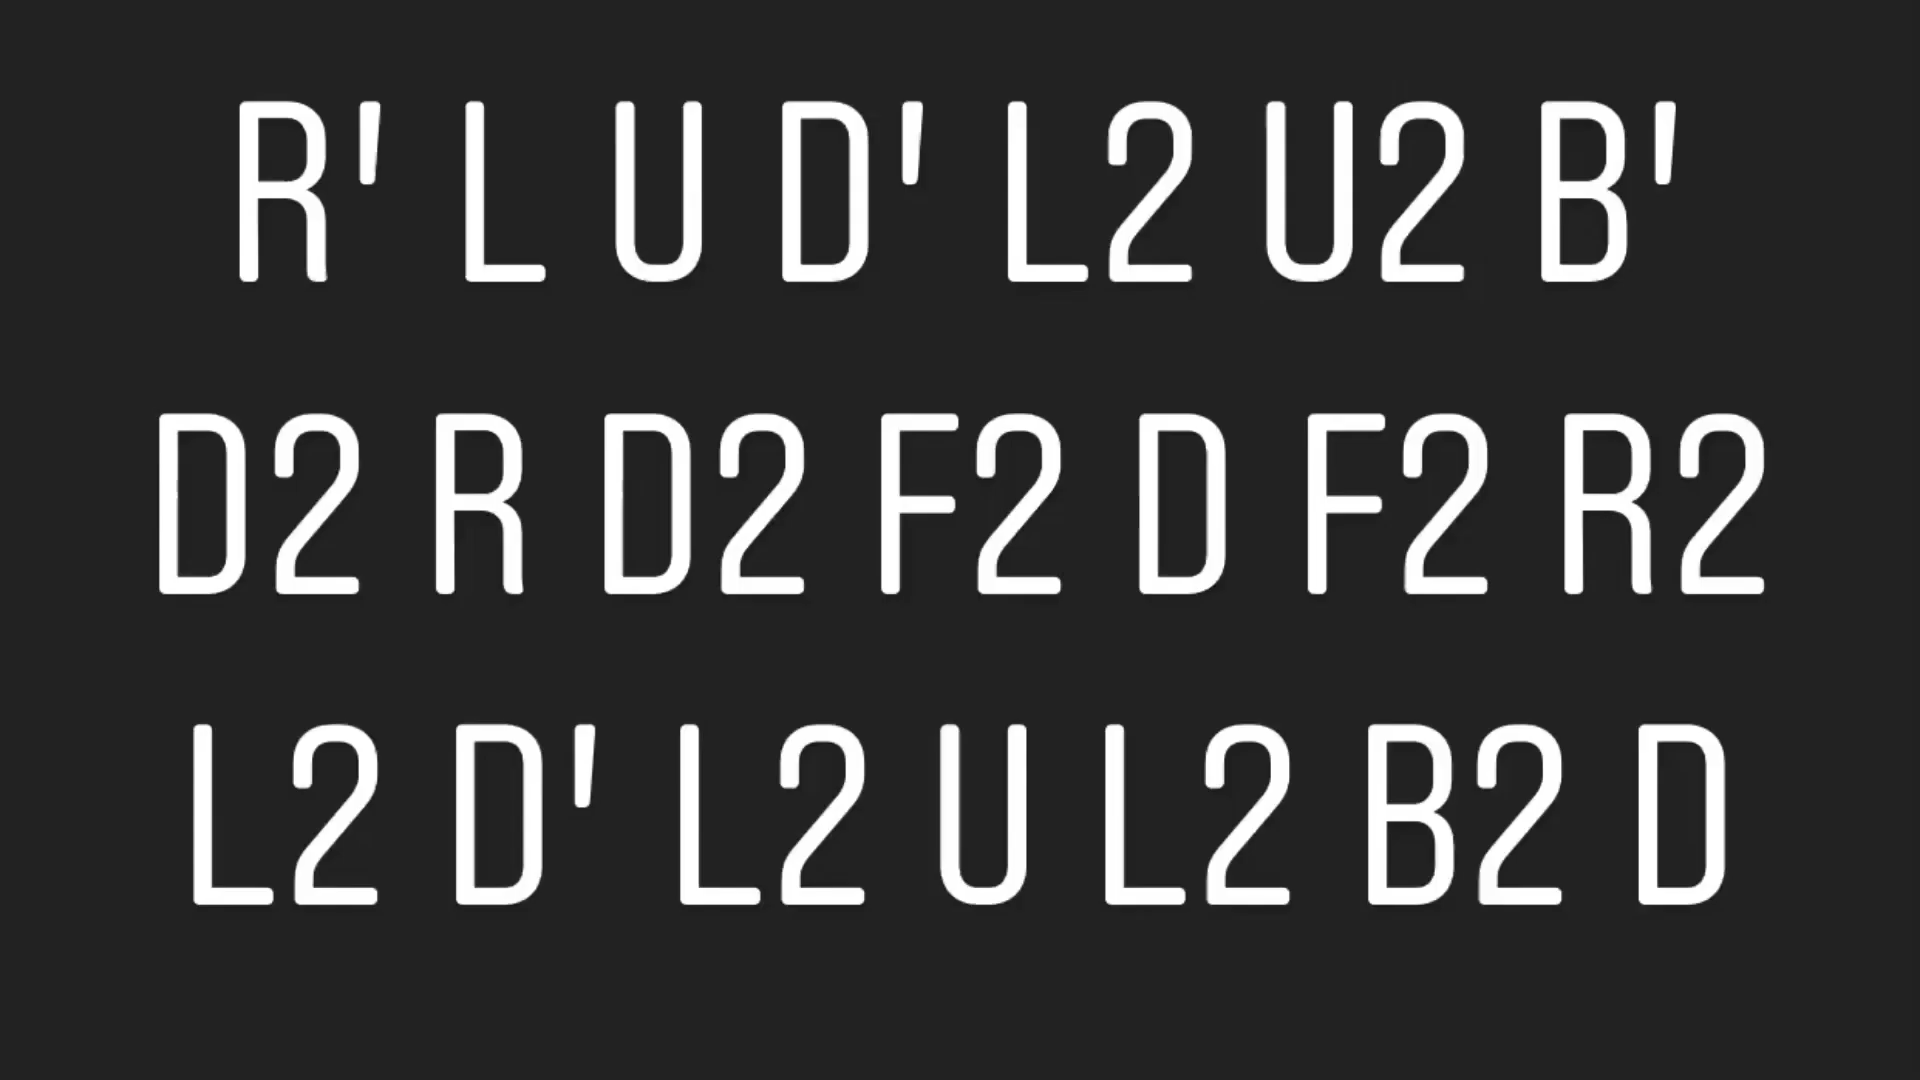 R' L U D' L2 U2 B'
D2 R D2 F2 D F2 R2
L2 D' L2 U L2 B2 D